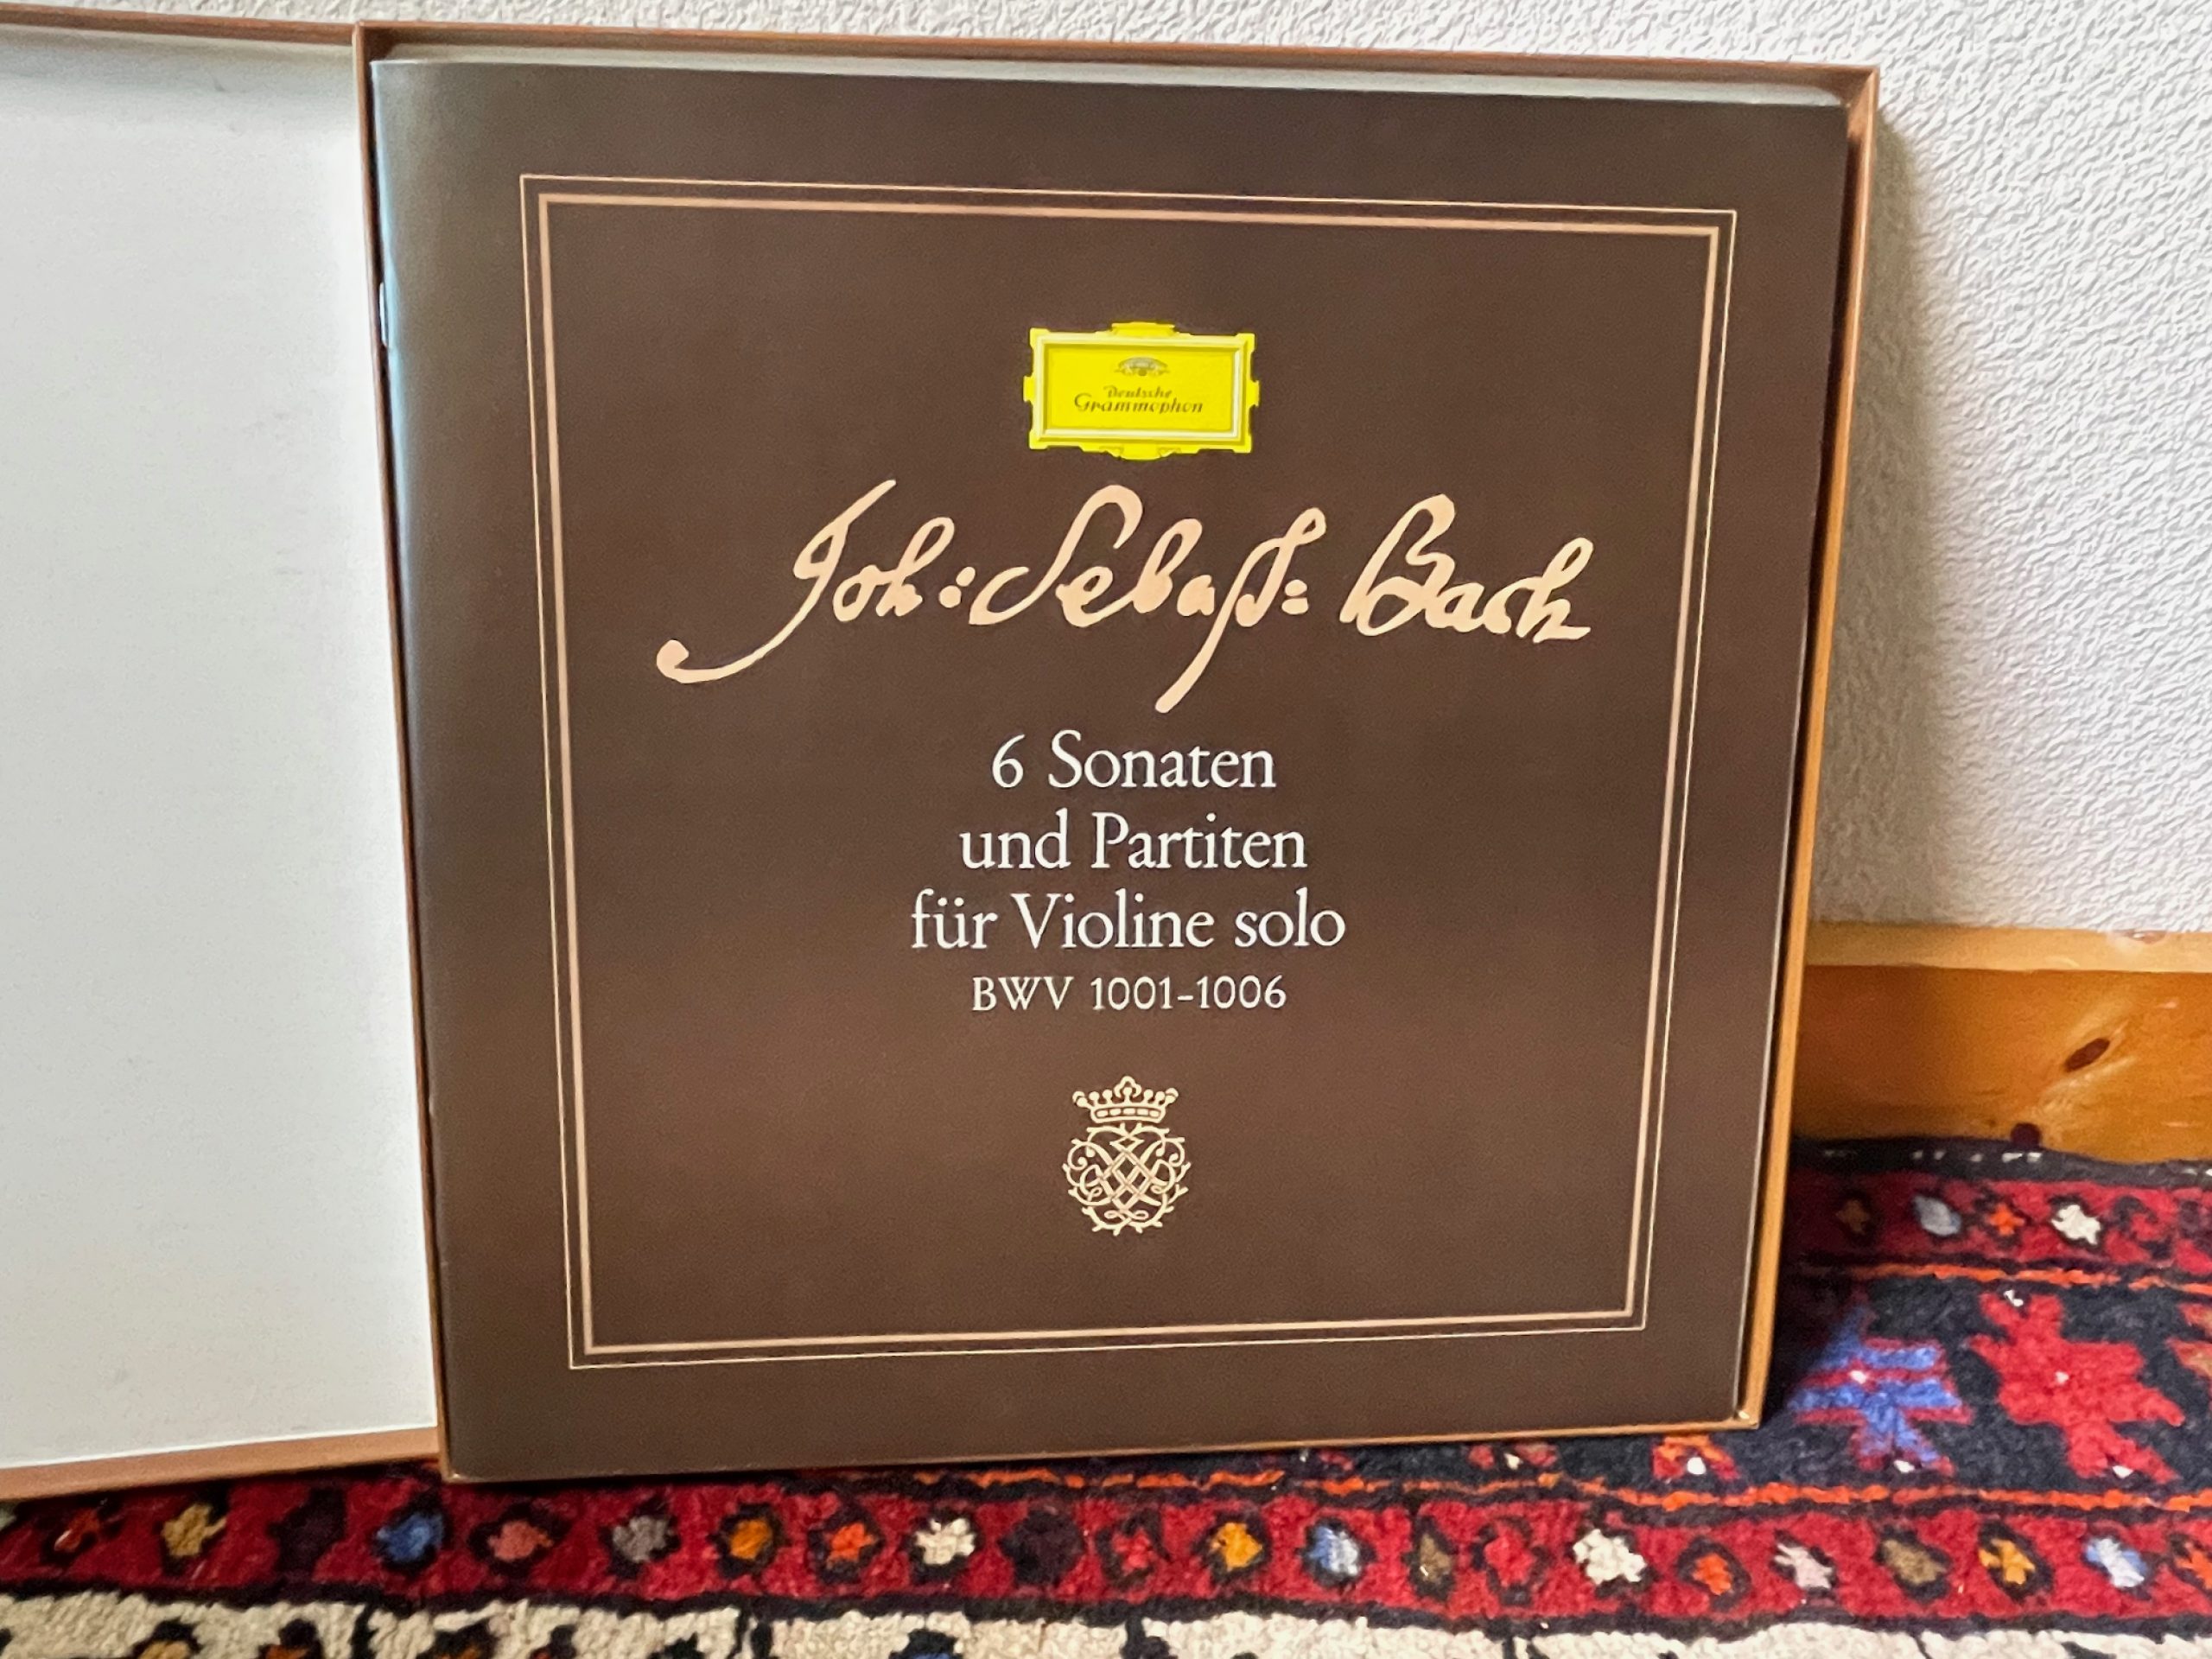 Deutsche
Grammophon
Joh: Sebast: Bach
6 Sonaten
und Partiten
für Violine solo
BWV 1001-1006